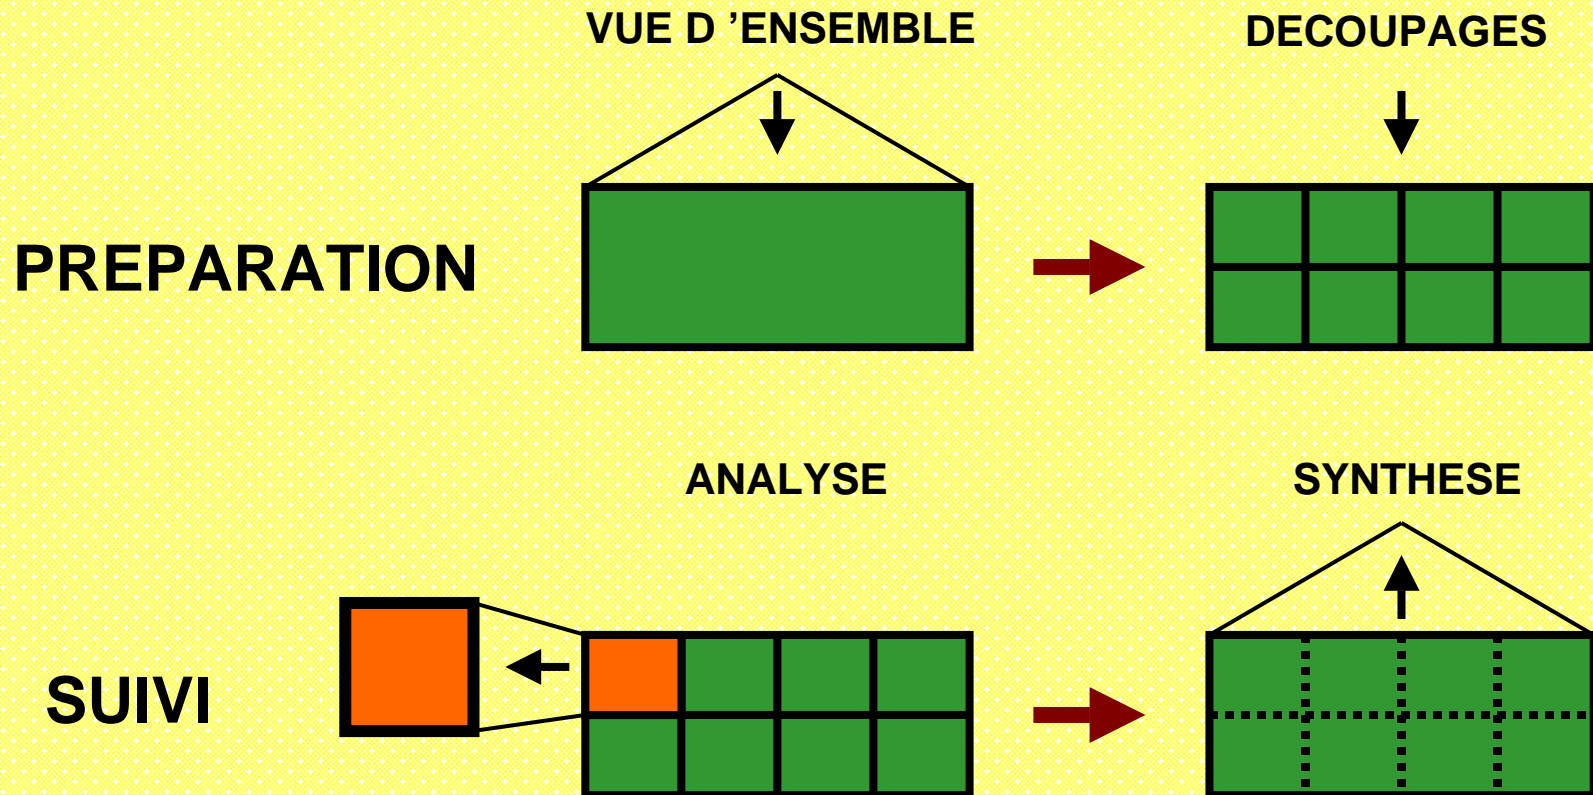 VUE D ’ENSEMBLE
DECOUPAGES
PREPARATION
ANALYSE
SYNTHESE
SUIVI